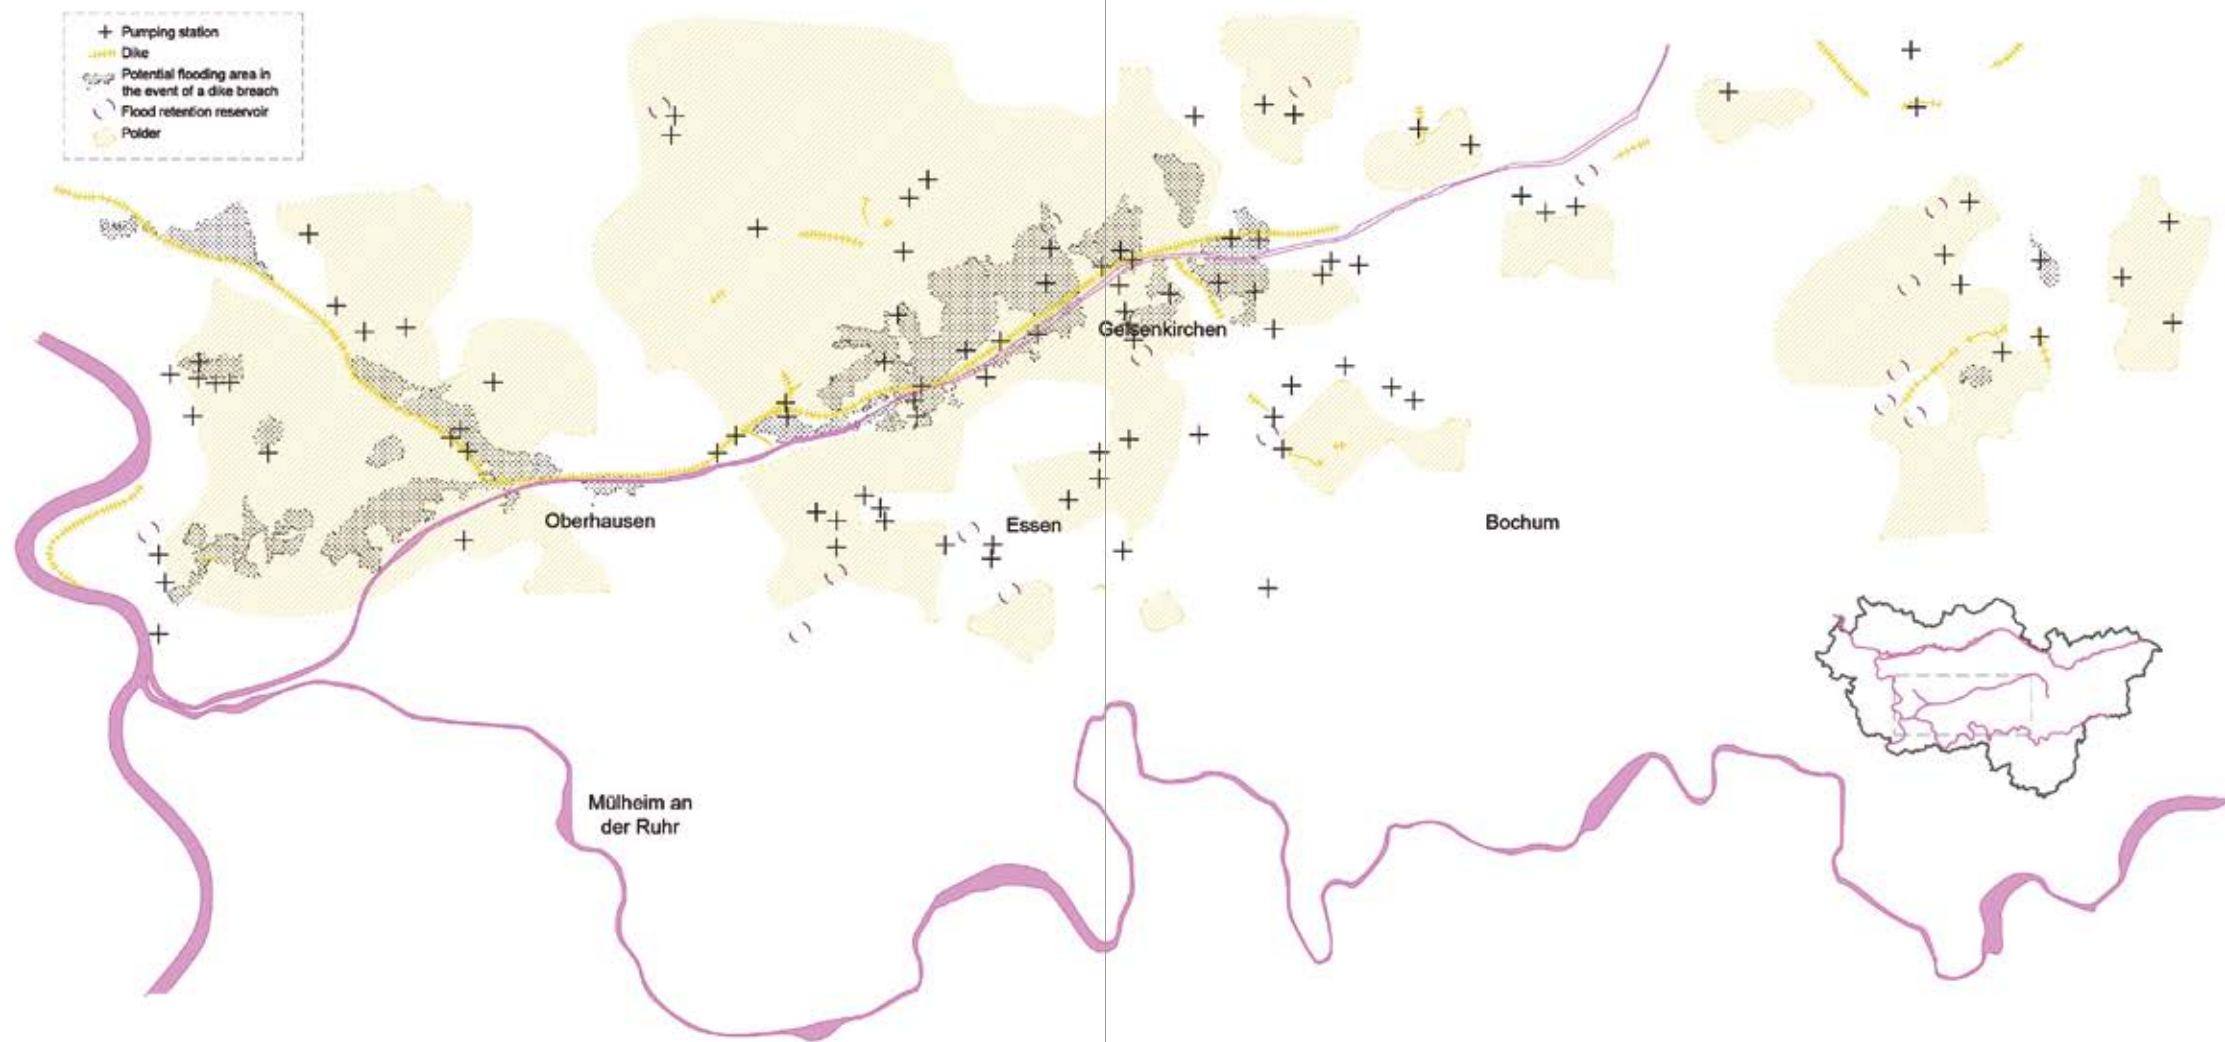 Pumping station
Dike
Potential flooding area in
the event of a dike breach
Flood retention reservoir
Polder
Gelsenkirchen
Oberhausen
Essen
Bochum
Mülheim an
der Ruhr